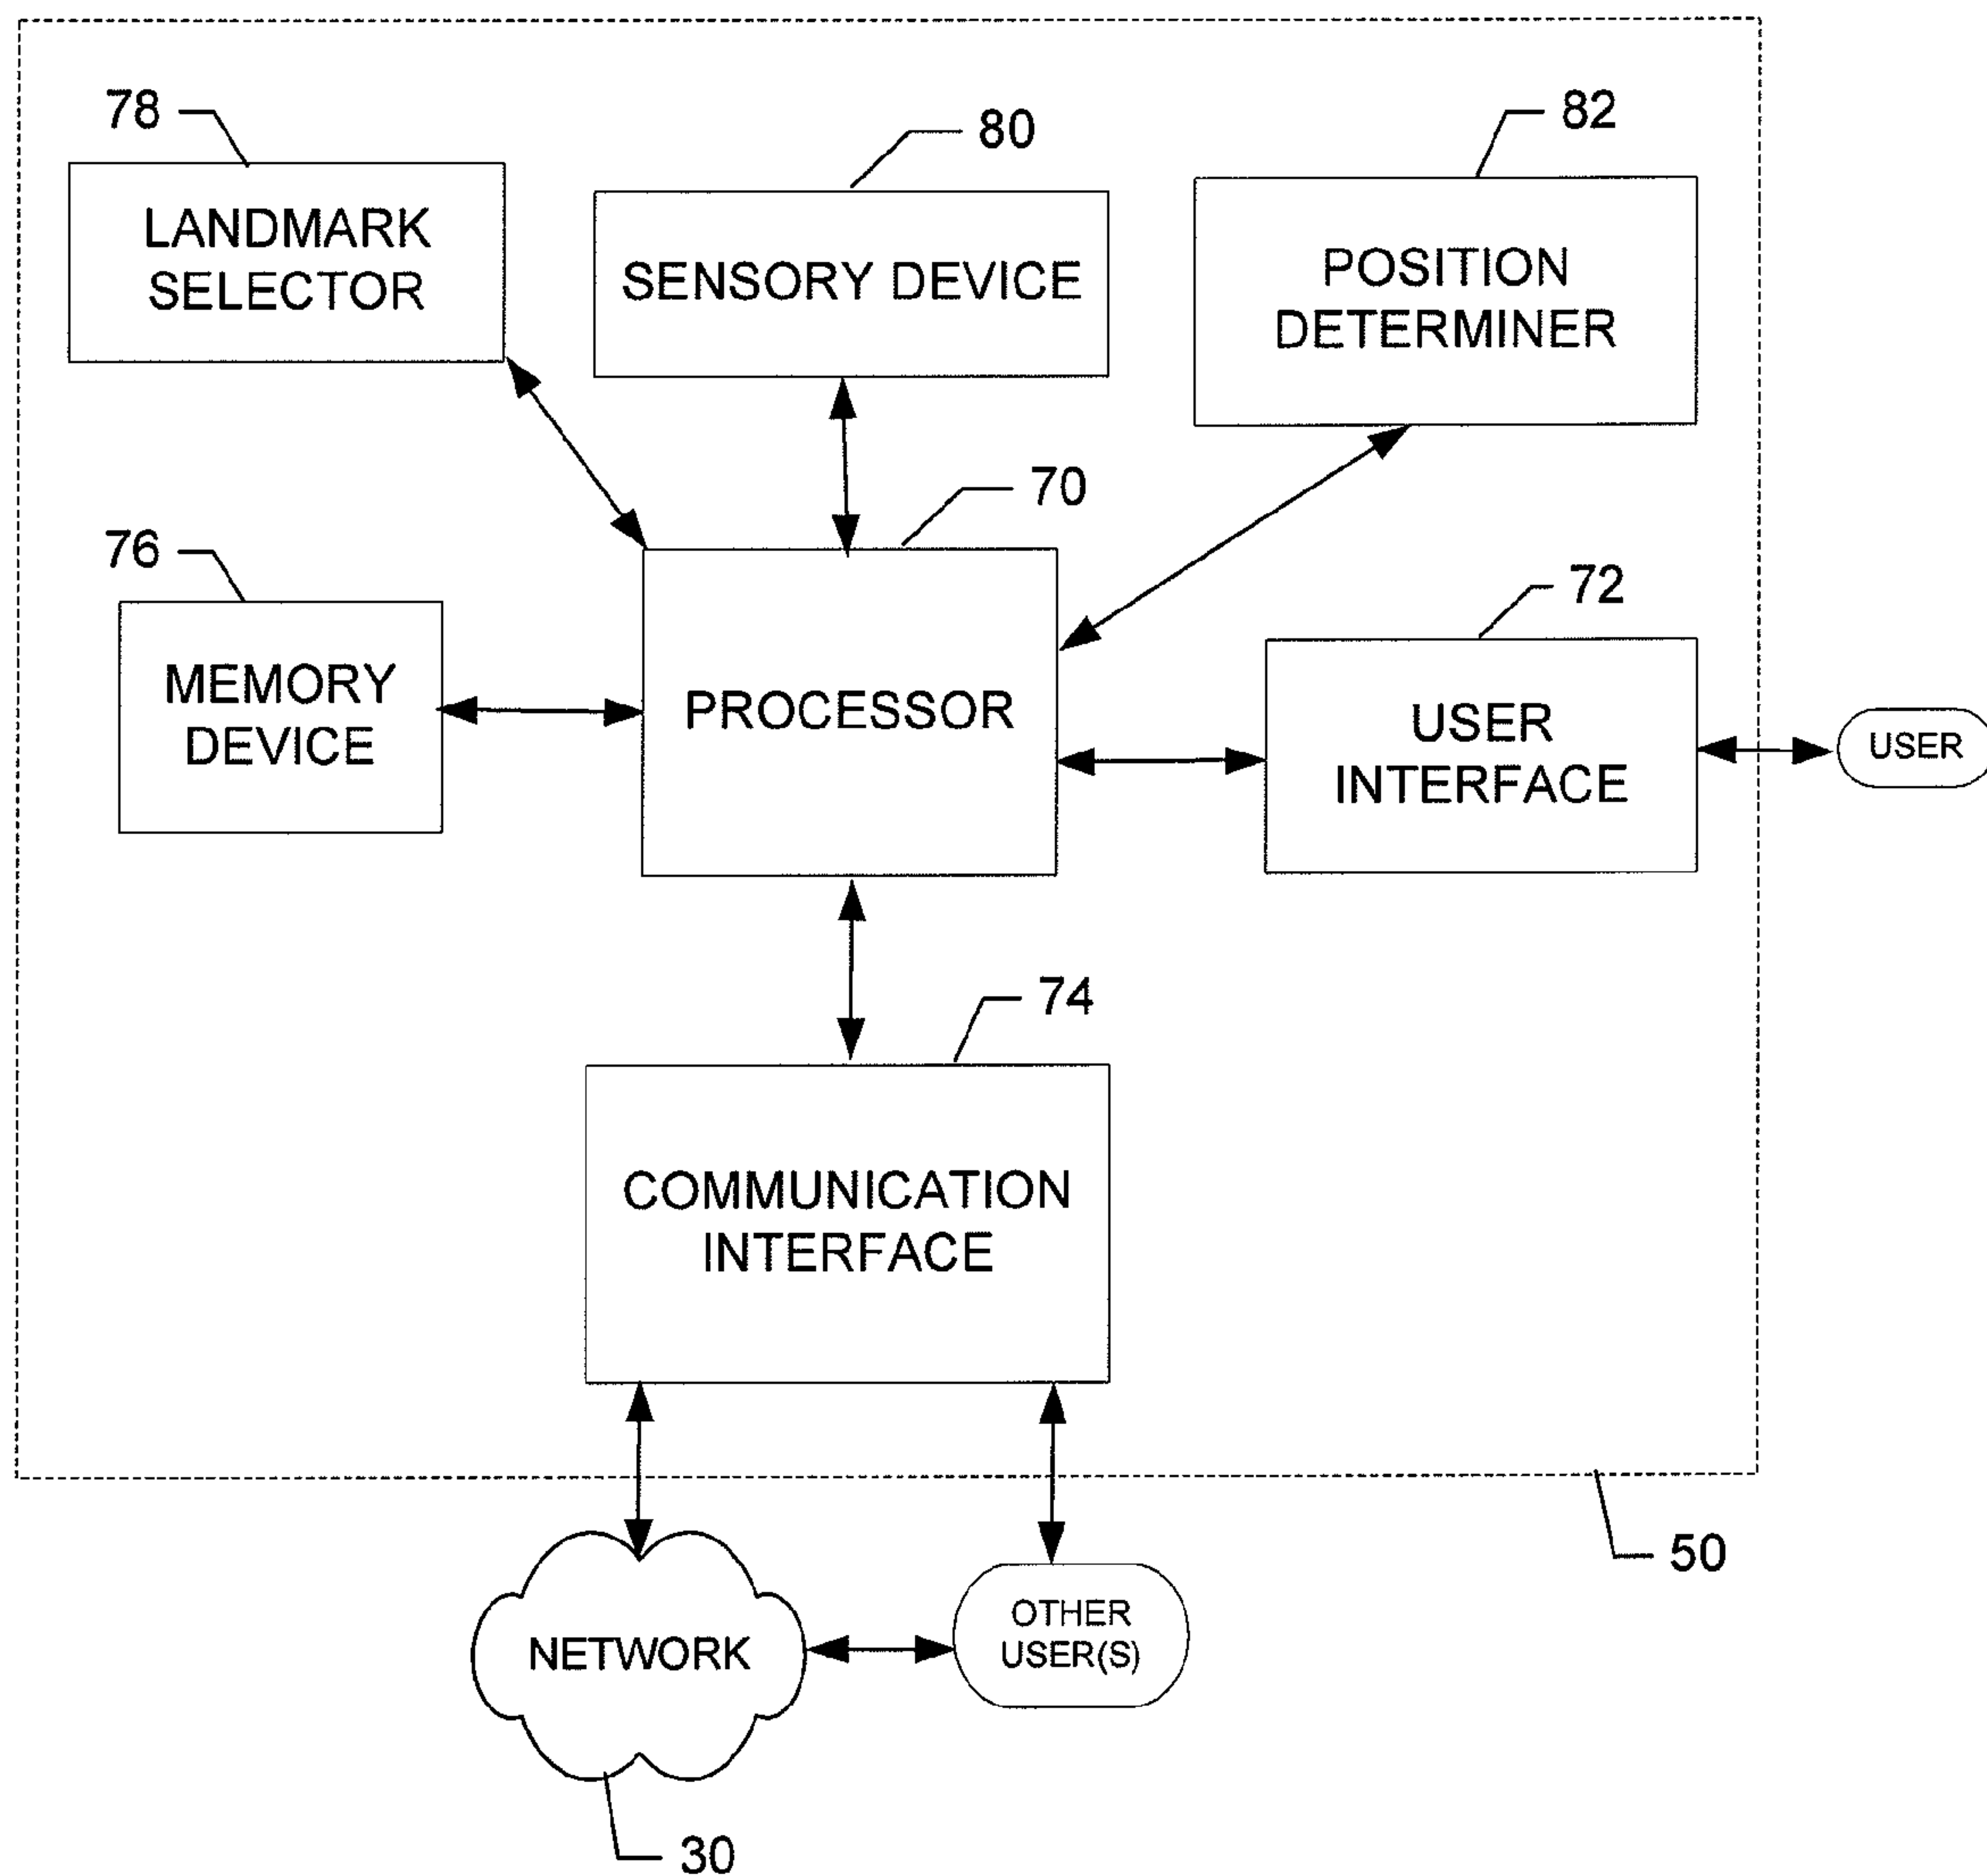 78
80
82
LANDMARK
SELECTOR
SENSORY DEVICE
POSITION
DETERMINER
70
76
72
MEMORY
DEVICE
PROCESSOR
USER
INTERFACE
USER
74
COMMUNICATION
INTERFACE
50
NETWORK
OTHER
USER(S)
30